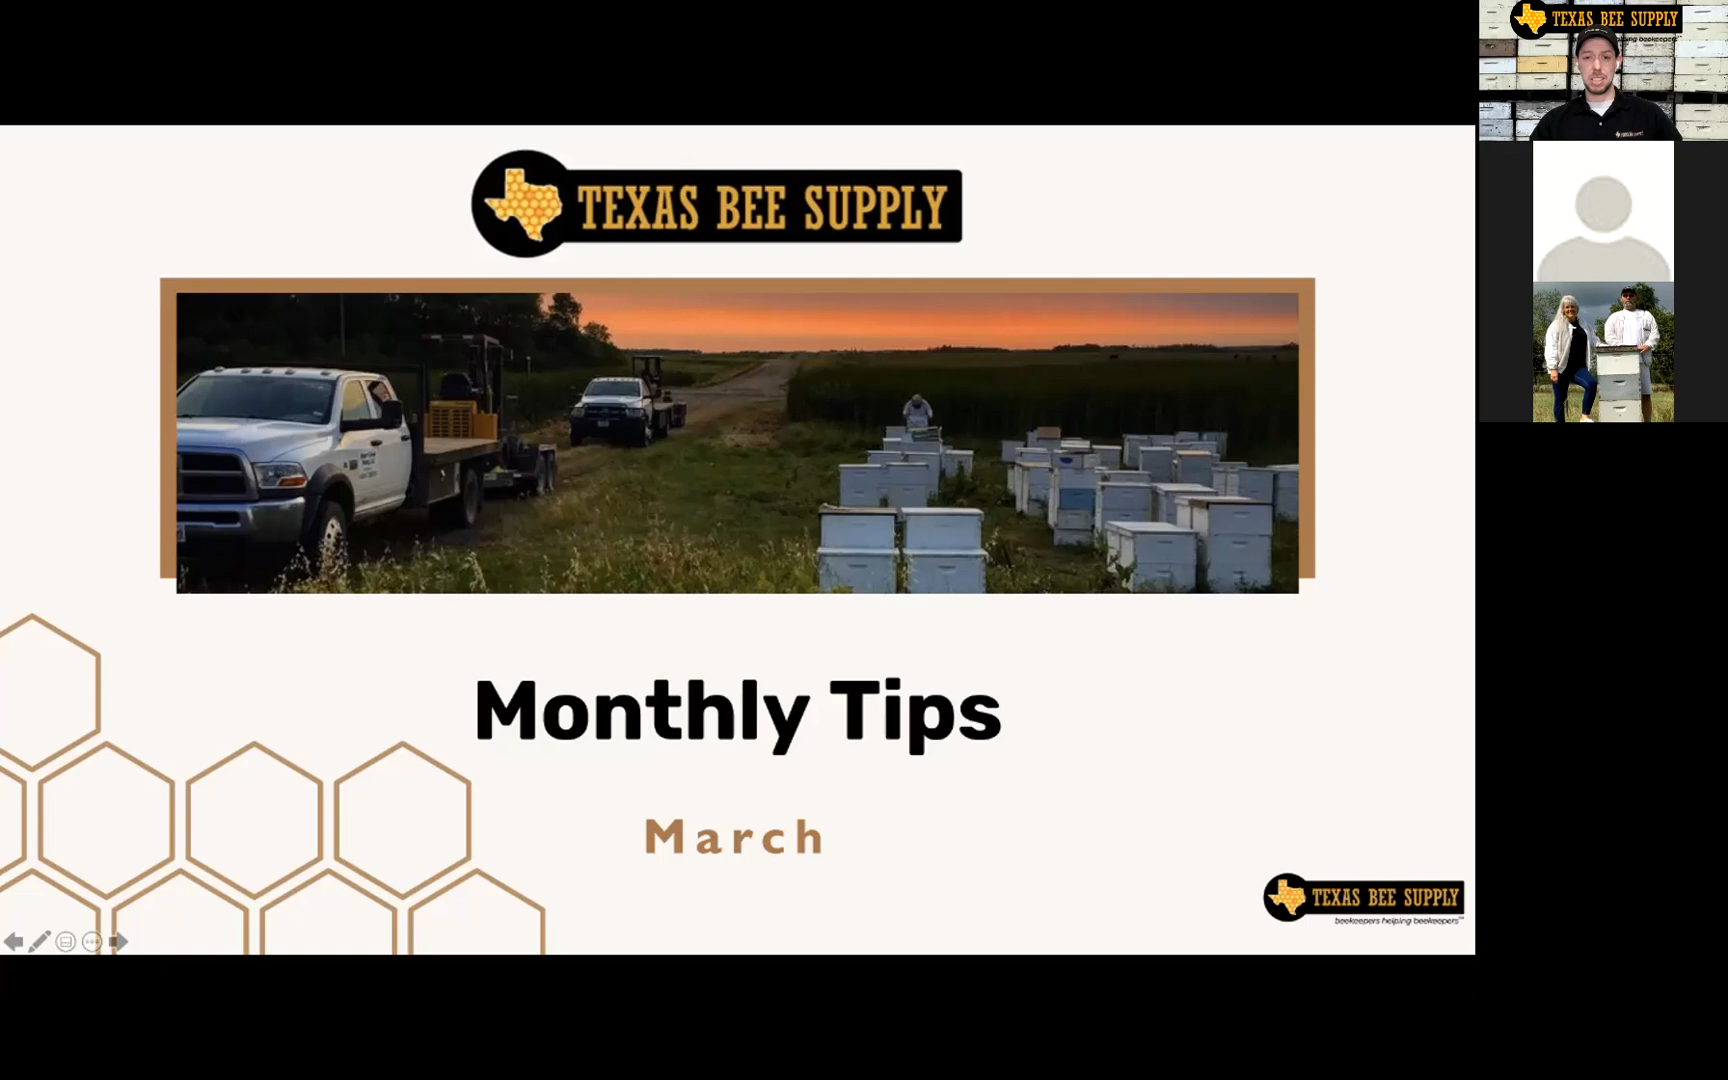 TEXAS BEE SUPPLY
Monthly Tips
March
TEXAS BEE SUPPLY
beekeepers helping beekeepers™
TEXAS BEE SUPPLY